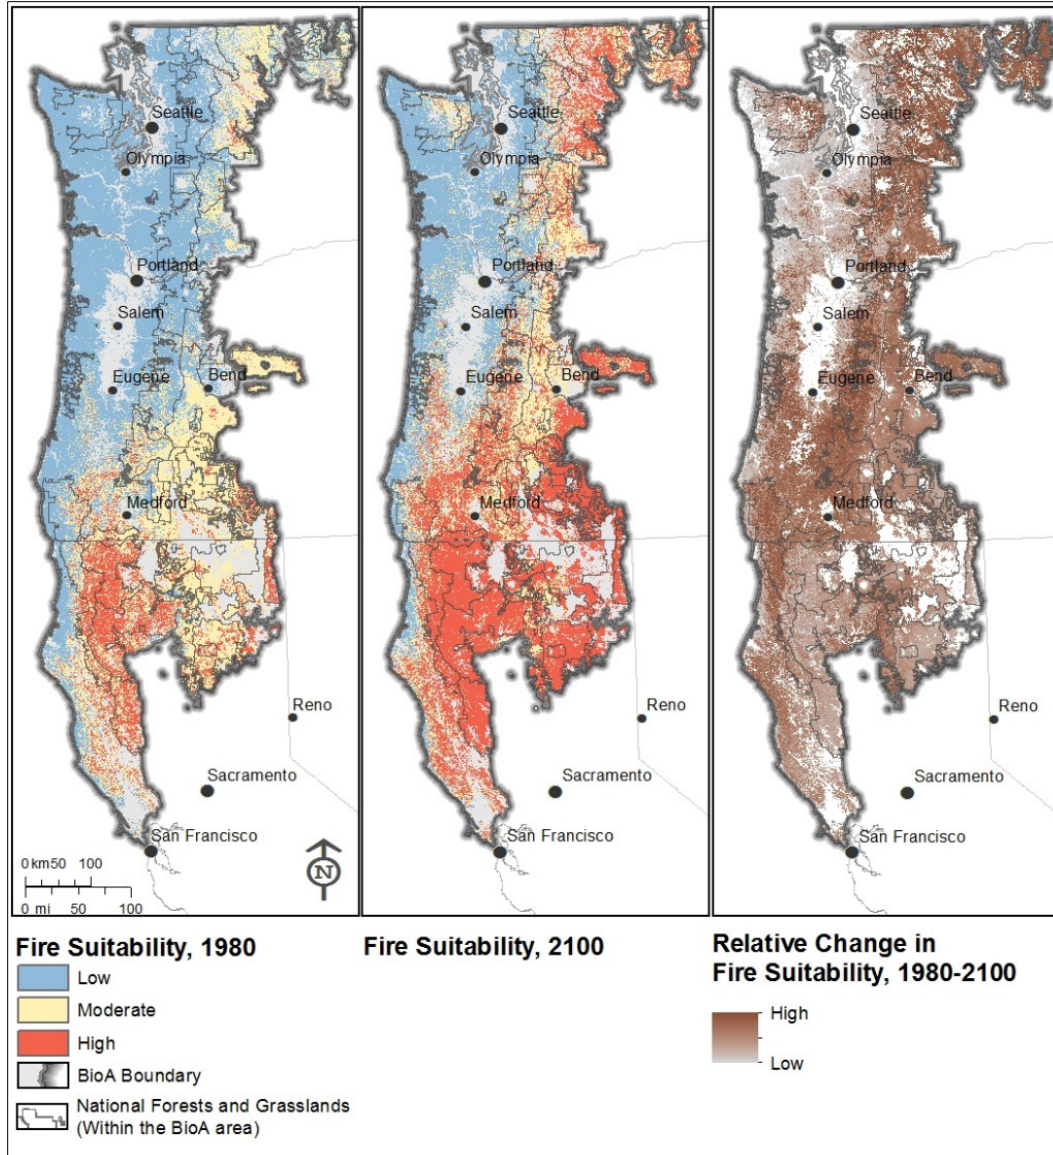 Seattle
Olympia
Portland
Salem
Eugene
Bend
Medford
Reno
Sacramento
San Francisco
0 km 50 100
0 mi 50 100
N
Seattle
Olympia
Portland
Salem
Eugene
Bend
Medford
Reno
Sacramento
San Francisco
Seattle
Olympia
Portland
Salem
Eugene
Bend
Medford
Reno
Sacramento
San Francisco
Fire Suitability, 1980
Low
Moderate
High
BioA Boundary
National Forests and Grasslands
(Within the BioA area)
Fire Suitability, 2100
Relative Change in
Fire Suitability, 1980-2100
High
Low